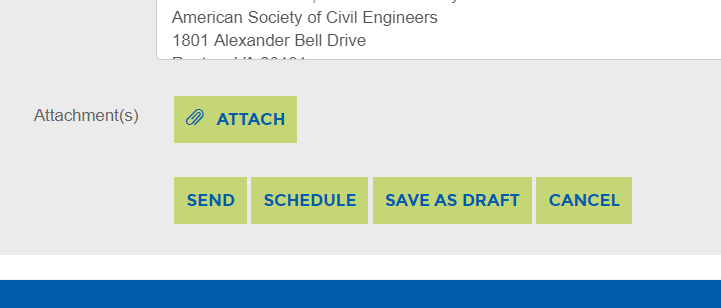 American Society of Civil Engineers
1801 Alexander Bell Drive
Attachment(s)
ATTACH
SEND SCHEDULE SAVE AS DRAFT CANCEL